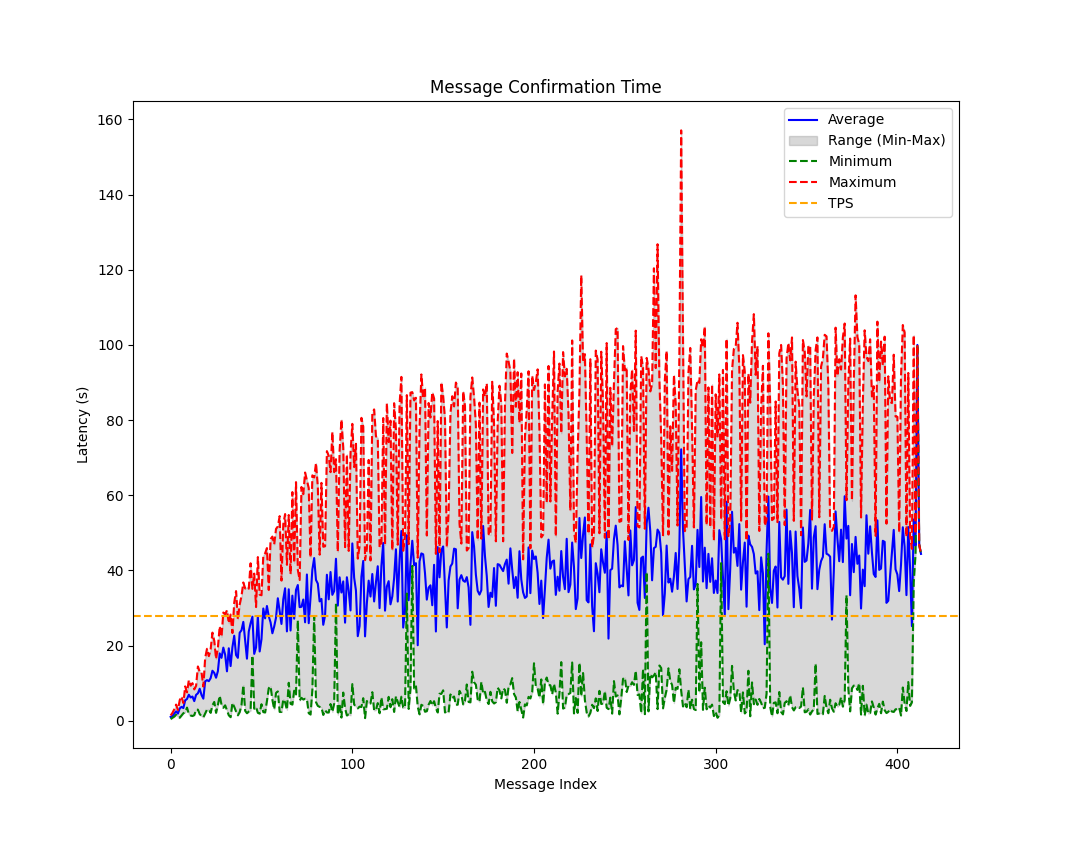 Message Confirmation Time
160
140
120
100
80
60
40
20
0
Latency (s)
Average
Range (Min-Max)
Minimum
Maximum
TPS
0
100
200
300
400
Message Index